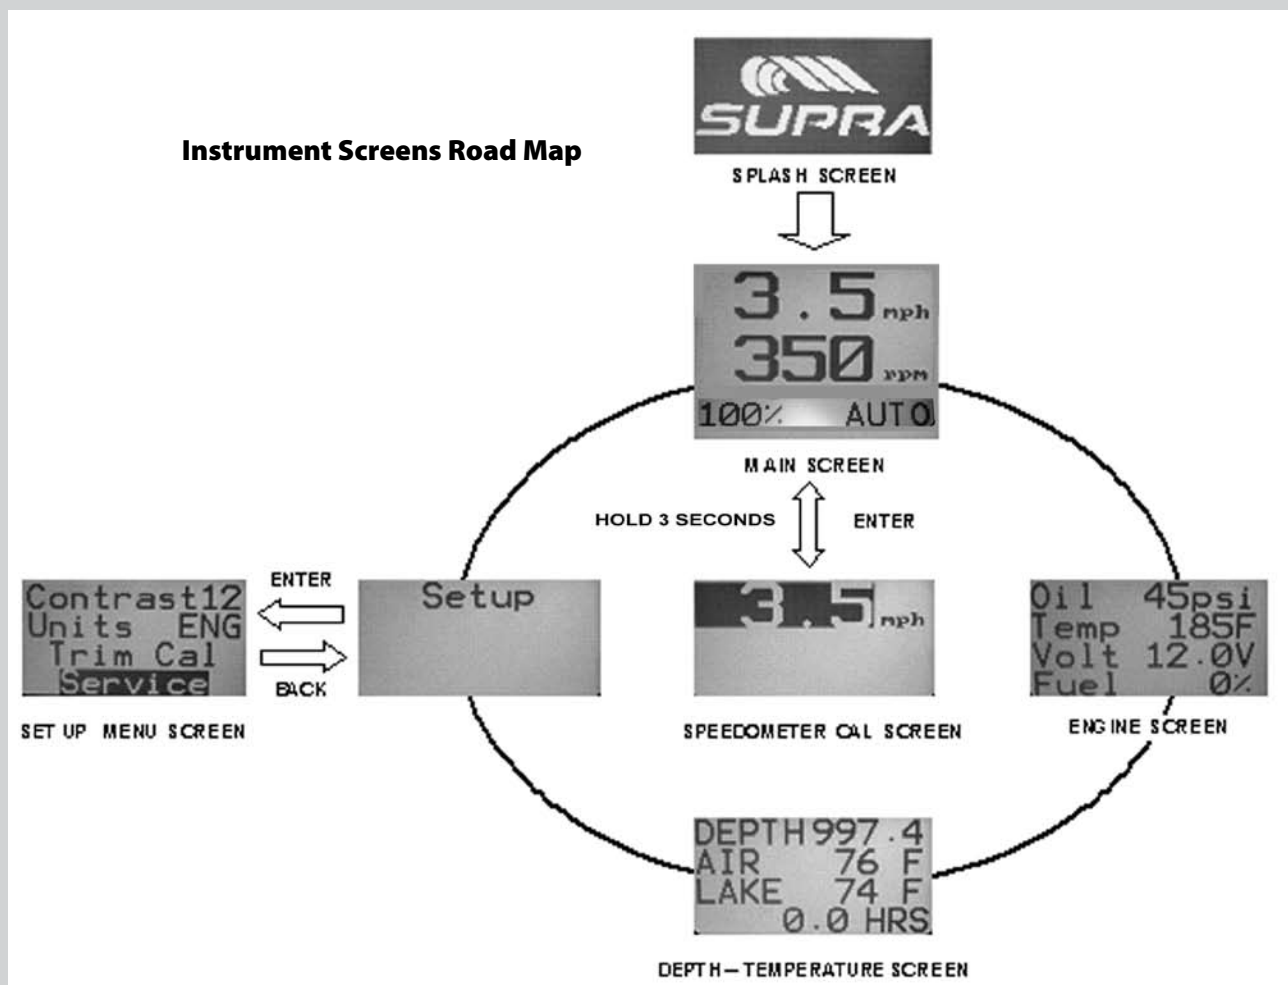 SUPRA
Instrument Screens Road Map
SPLASH SCREEN
3.5 mph
350 rpm
100% AUTO
MAIN SCREEN
HOLD 3 SECONDS ENTER
Contrast12
Units ENG
Trim Cal
Service
SET UP MENU SCREEN
ENTER
BACK
Setup
3.5 mph
SPEEDOMETER CAL SCREEN
Oil 45psi
Temp 185F
Volt 12.0V
Fuel 0%
ENGINE SCREEN
DEPTH 997.4
AIR 76 F
LAKE 74 F
0.0 HRS
DEPTH—TEMPERATURE SCREEN